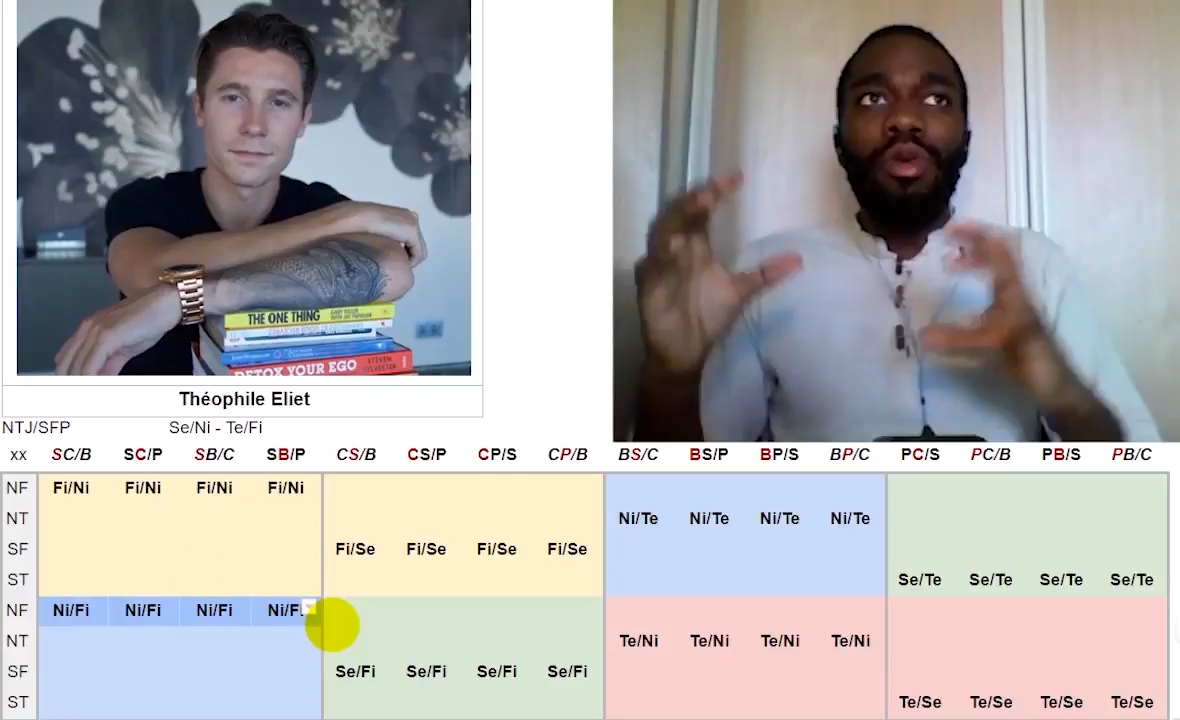 THE ONE THING
DETOX YOUR EGO
STEVEN SYLVESTER
Théophile Eliet
NTJ/SFP Se/Ni - Te/Fi
xx SC/B SC/P SB/C SB/P CS/B CS/P CP/S CP/B BS/C BS/P BP/S BP/C PC/S PC/B PB/S PB/C
NF Fi/Ni Fi/Ni Fi/Ni Fi/Ni
NT Ni/Te Ni/Te Ni/Te Ni/Te
SF Fi/Se Fi/Se Fi/Se Fi/Se
ST Se/Te Se/Te Se/Te Se/Te
NF Ni/Fi Ni/Fi Ni/Fi
NT Te/Ni Te/Ni Te/Ni Te/Ni
SF Se/Fi Se/Fi Se/Fi Se/Fi
ST Te/Se Te/Se Te/Se Te/Se